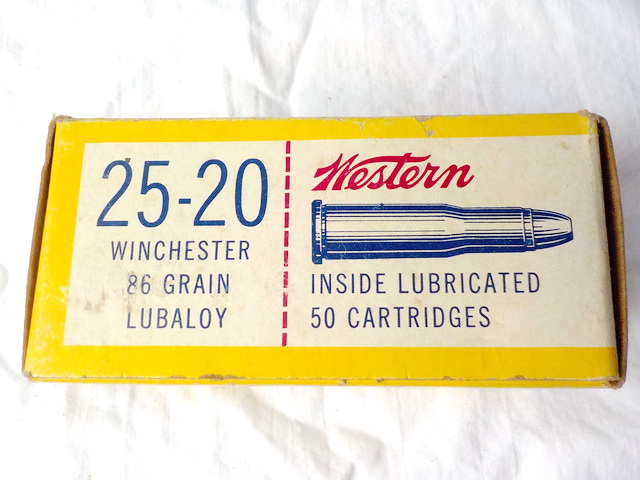 25-20
WINCHESTER
86 GRAIN
LUBALOY
Western
INSIDE LUBRICATED
50 CARTRIDGES